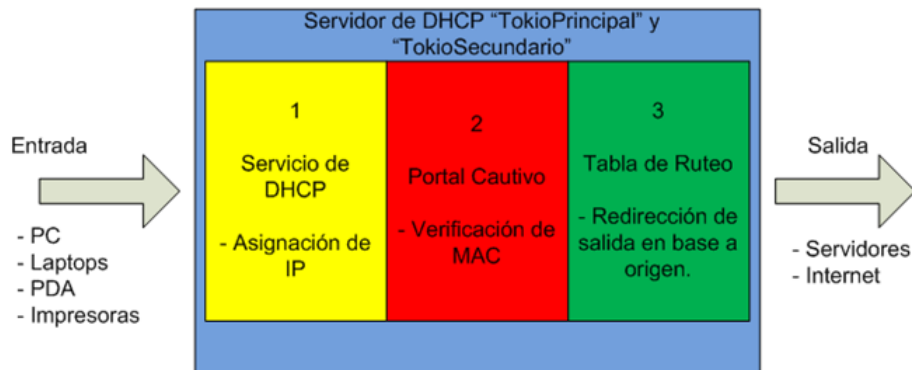 Servidor de DHCP “TokioPrincipal” y
“TokioSecundario”
Entrada
- PC
- Laptops
- PDA
- Impresoras
1
Servicio de
DHCP
- Asignación de
IP
2
Portal Cautivo
- Verificación de
MAC
3
Tabla de Ruteo
- Redirección de
salida en base a
origen.
Salida
- Servidores
- Internet